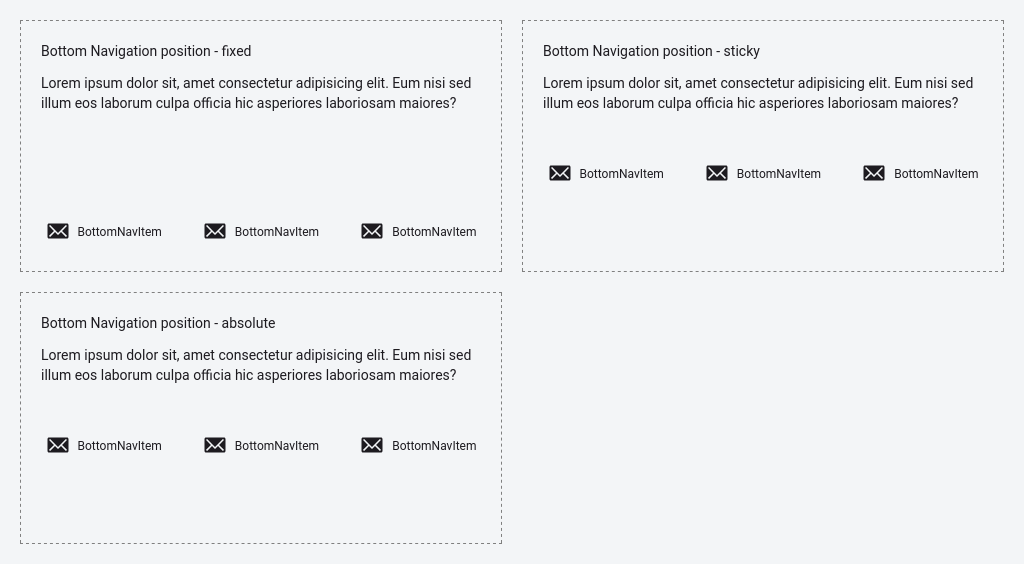 Bottom Navigation position - fixed
Lorem ipsum dolor sit, amet consectetur adipisicing elit. Eum nisi sed
illum eos laborum culpa officia hic asperiores laboriosam maiores?
BottomNavItem
BottomNavItem
BottomNavItem
Bottom Navigation position - sticky
Lorem ipsum dolor sit, amet consectetur adipisicing elit. Eum nisi sed
illum eos laborum culpa officia hic asperiores laboriosam maiores?
BottomNavItem
BottomNavItem
BottomNavItem
Bottom Navigation position - absolute
Lorem ipsum dolor sit, amet consectetur adipisicing elit. Eum nisi sed
illum eos laborum culpa officia hic asperiores laboriosam maiores?
BottomNavItem
BottomNavItem
BottomNavItem